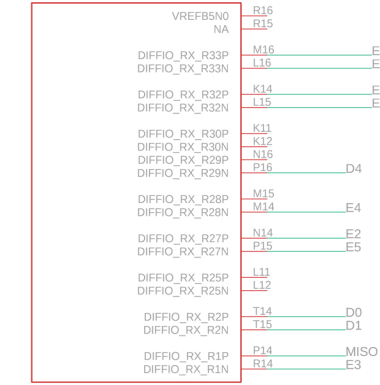 VREFB5N0 R16
NA R15
DIFFIO_RX_R33P M16 E
DIFFIO_RX_R33N L16 E
DIFFIO_RX_R32P K14 E
DIFFIO_RX_R32N L15 E
DIFFIO_RX_R30P K11
DIFFIO_RX_R30N K12
DIFFIO_RX_R29P N16
DIFFIO_RX_R29N P16 D4
DIFFIO_RX_R28P M15
DIFFIO_RX_R28N M14 E4
DIFFIO_RX_R27P N14 E2
DIFFIO_RX_R27N P15 E5
DIFFIO_RX_R25P L11
DIFFIO_RX_R25N L12
DIFFIO_RX_R2P T14 D0
DIFFIO_RX_R2N T15 D1
DIFFIO_RX_R1P P14 MISO
DIFFIO_RX_R1N R14 E3